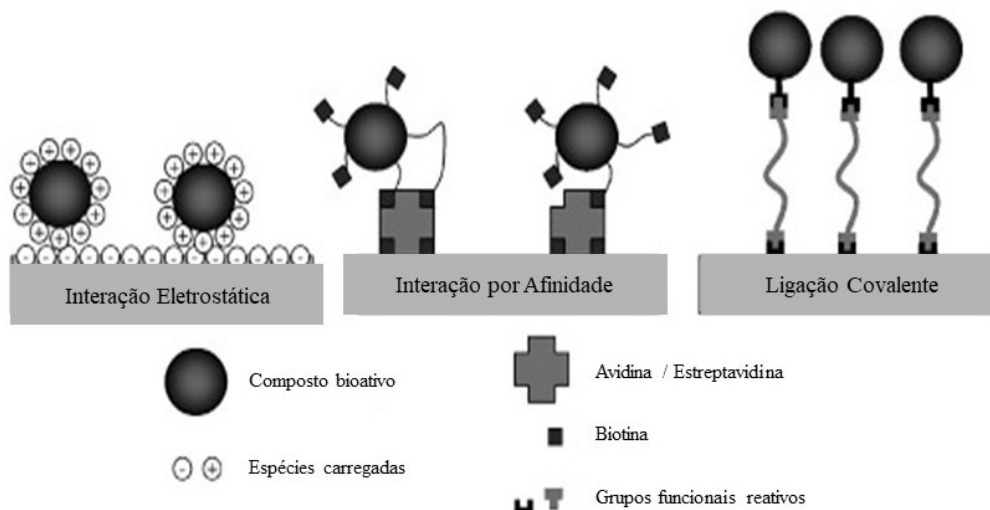 Interação Eletrostática
Interação por Afinidade
Ligação Covalente
Composto bioativo
Espécies carregadas
Avidina / Estreptavidina
Biotina
Grupos funcionais reativos